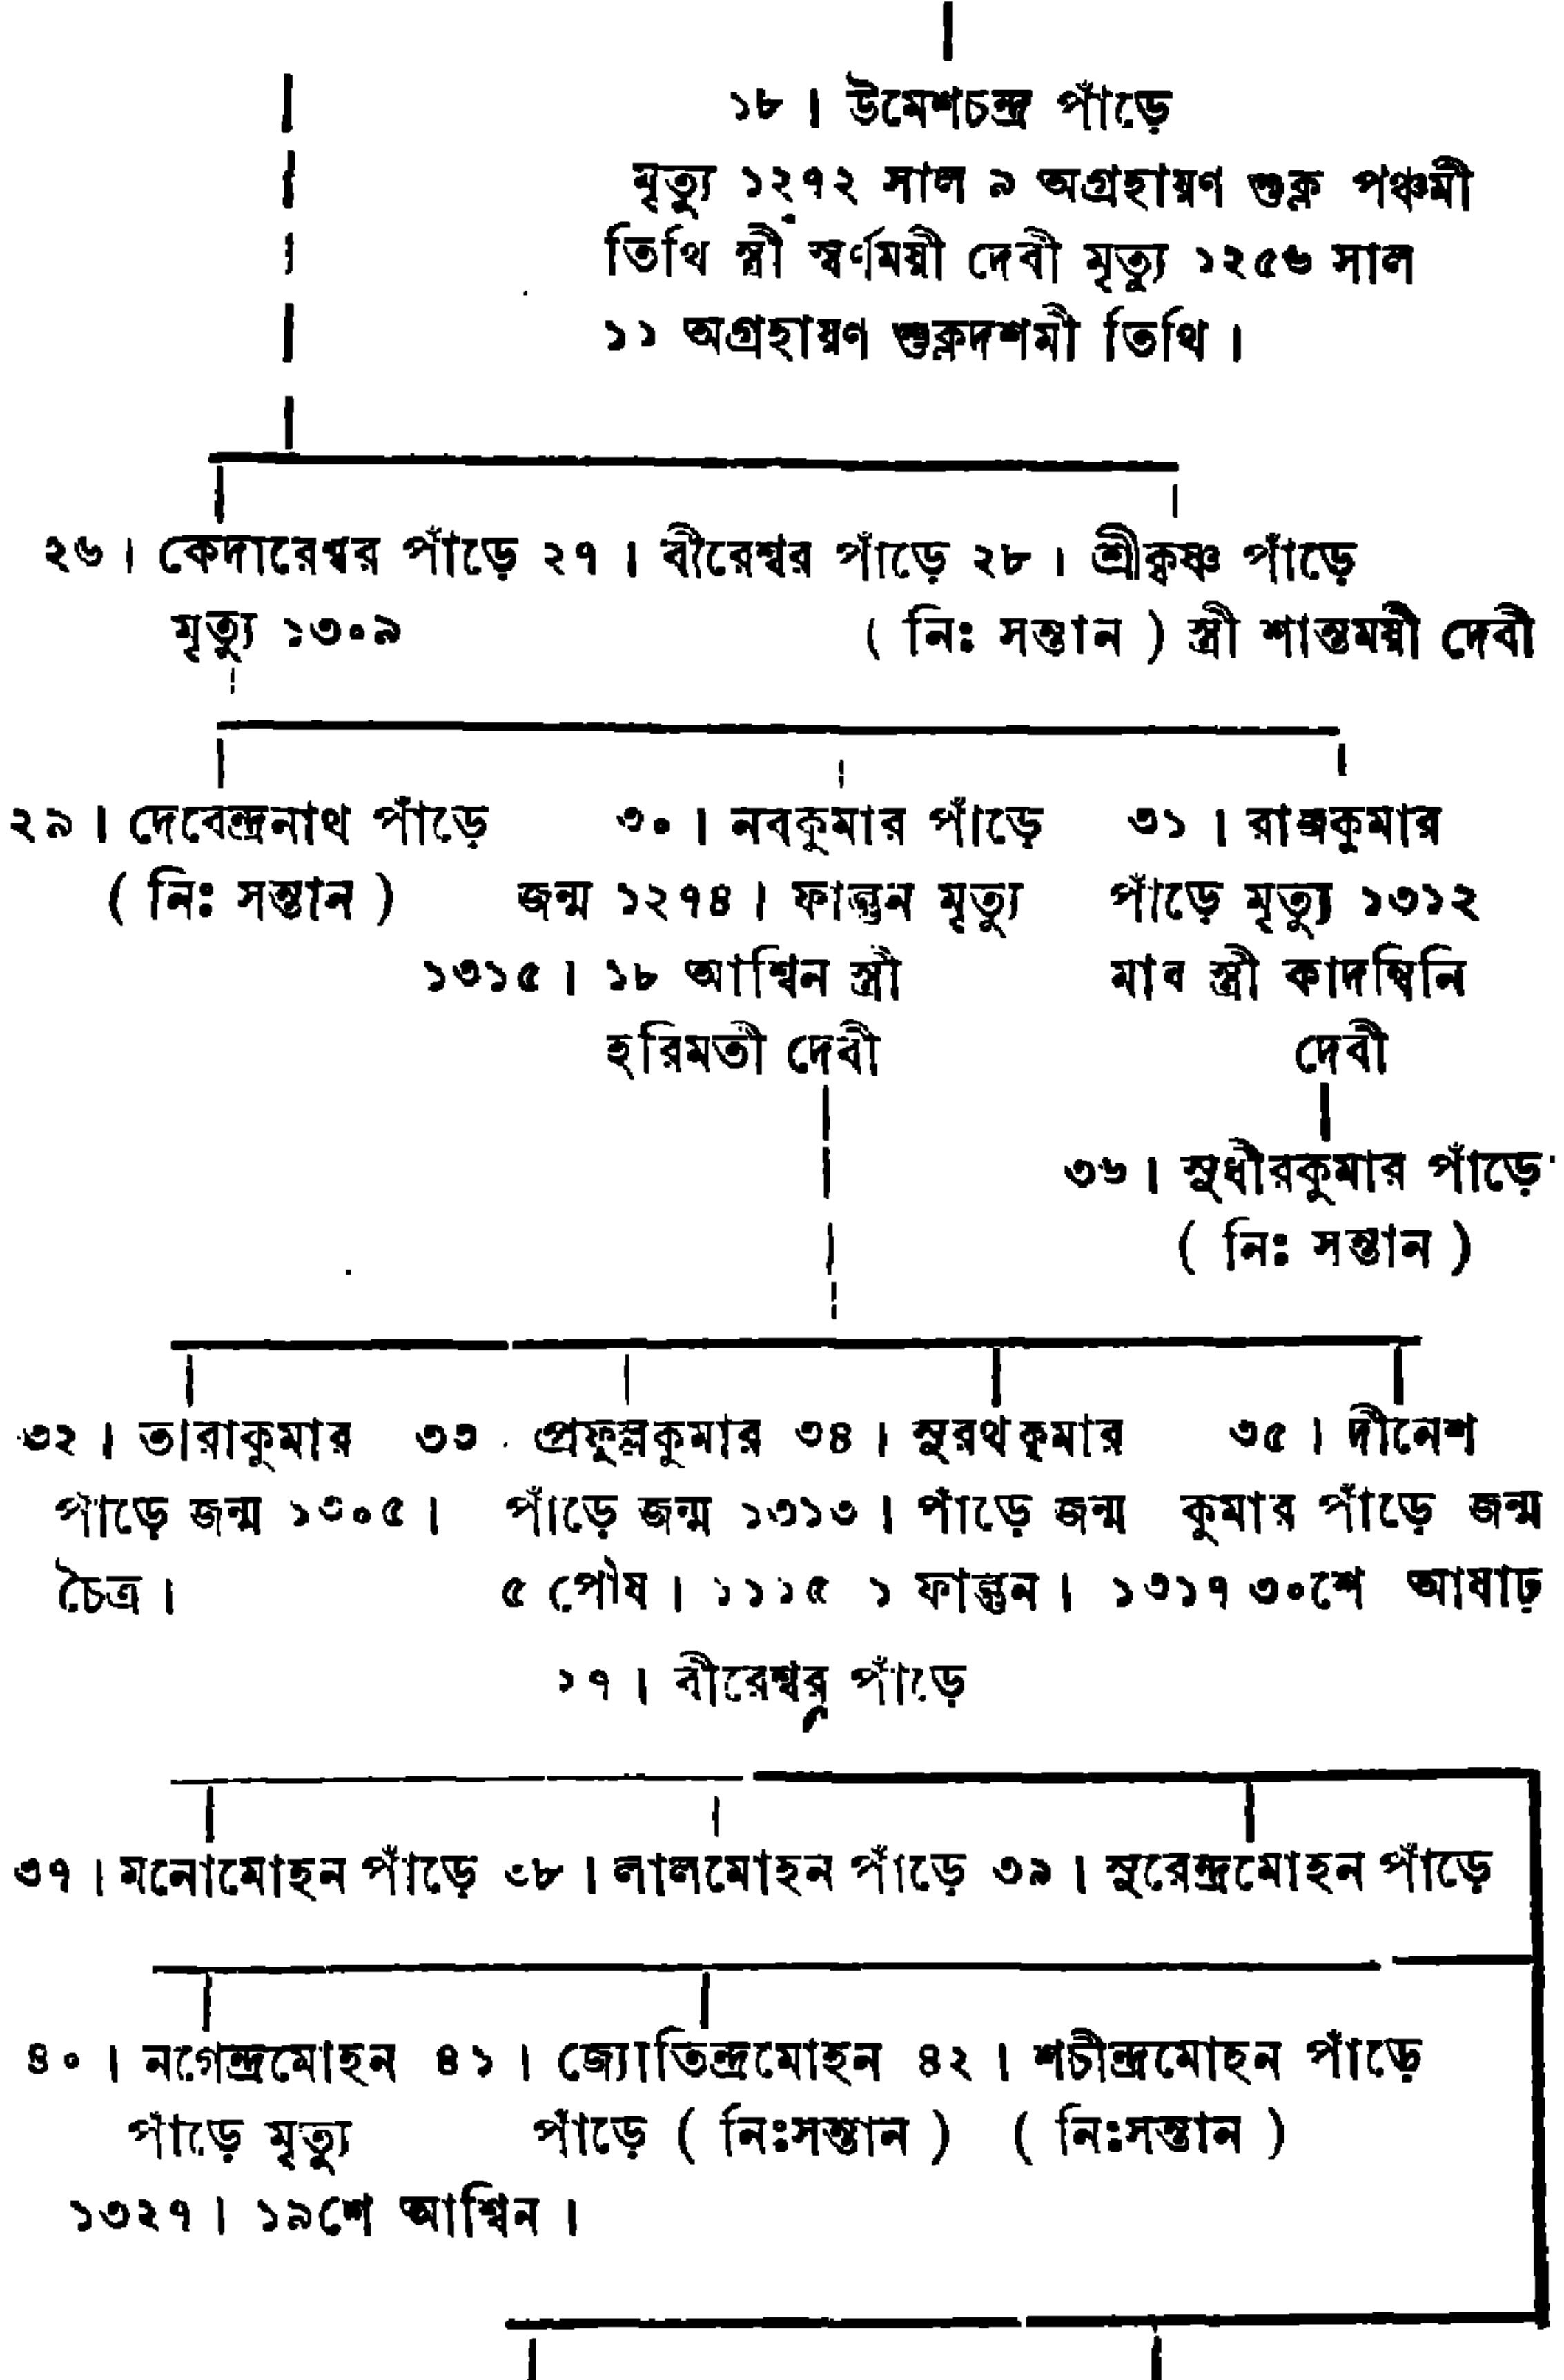 ১৮। উমেশচন্দ্র পাঁড়ে
মৃত্যু ১২৭২ সাল ৯ অগ্রহায়ণ শুক্ল পঞ্চমী
তিথি স্ত্রী স্বর্ণময়ী দেবী মৃত্যু ১২৫৬ সাল
১১ অগ্রহায়ণ শুক্লদশমী তিথি।
২৬। কেদারেশ্বর পাঁড়ে ২৭। বীরেশ্বর পাঁড়ে ২৮। শ্রীকৃষ্ণ পাঁড়ে
মৃত্যু ১৩০৯ ( নিঃ সন্তান ) স্ত্রী শান্তময়ী দেবী
২৯। দেবেন্দ্রনাথ পাঁড়ে ৩০। নবকুমার পাঁড়ে ৩১। রাজকুমার
( নিঃ সন্তান ) জন্ম ১২৭৪। ফাল্গুন মৃত্যু পাঁড়ে মৃত্যু ১৩১২
১৩১৫। ১৮ আশ্বিন স্ত্রী মাঘ স্ত্রী কাদম্বিনি
হরিমতী দেবী দেবী
৩৬। সুধীরকুমার পাঁড়ে
( নিঃ সন্তান )
৩২। তারাকুমার ৩৩ প্রফুল্লকুমার ৩৪। সুরথকুমার ৩৫। দীনেশ
পাঁড়ে জন্ম ১৩০৫। পাঁড়ে জন্ম ১৩১৩। পাঁড়ে জন্ম কুমার পাঁড়ে জন্ম
চৈত্র। ৫ পৌষ। ১ ফাল্গুন। ১৩১৭ ৩০শে আষাঢ়
১৭। বীরেশ্বর পাঁড়ে
৩৭। মনোমোহন পাঁড়ে ৩৮। লালমোহন পাঁড়ে ৩৯। সুরেন্দ্রমোহন পাঁড়ে
৪০। নগেন্দ্রমোহন ৪১। জ্যোতিন্দ্রমোহন ৪২। শচীন্দ্রমোহন পাঁড়ে
পাঁড়ে মৃত্যু পাঁড়ে ( নিঃসন্তান ) ( নিঃসন্তান )
১৩২৭। ১৯শে আশ্বিন।